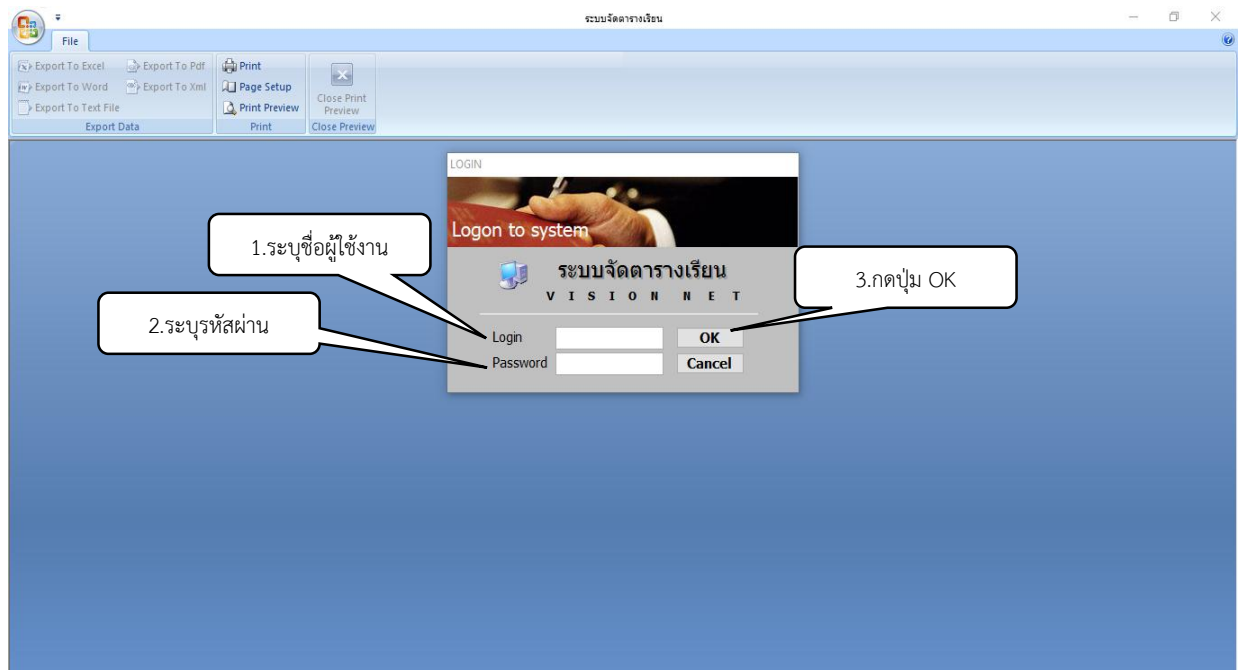 ระบบจัดตารางเรียน
File
Export To Excel
Export To Pdf
Print
Export To Word
Export To Xml
Page Setup
Export To Text File
Print Preview
Close Print
Preview
Export Data
Print
Close Preview
LOGIN
Logon to system
1.ระบุชื่อผู้ใช้งาน
ระบบจัดตารางเรียน
VISION NET
3.กดปุ่ม OK
2.ระบุรหัสผ่าน
Login
OK
Password
Cancel